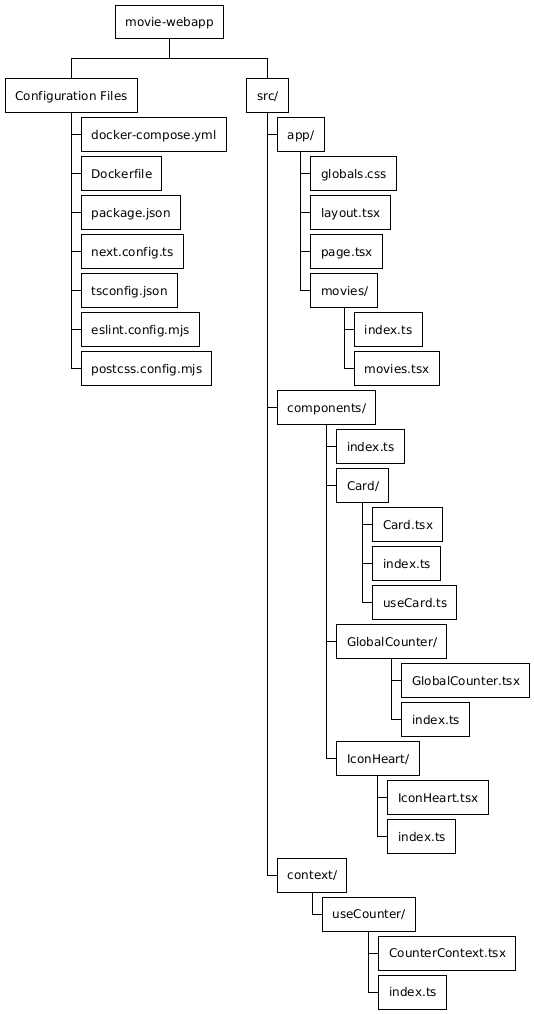 movie-webapp
Configuration Files
docker-compose.yml
Dockerfile
package.json
next.config.ts
tsconfig.json
eslint.config.mjs
postcss.config.mjs
src/
app/
globals.css
layout.tsx
page.tsx
movies/
index.ts
movies.tsx
components/
index.ts
Card/
Card.tsx
index.ts
useCard.ts
GlobalCounter/
GlobalCounter.tsx
index.ts
IconHeart/
IconHeart.tsx
index.ts
context/
useCounter/
CounterContext.tsx
index.ts